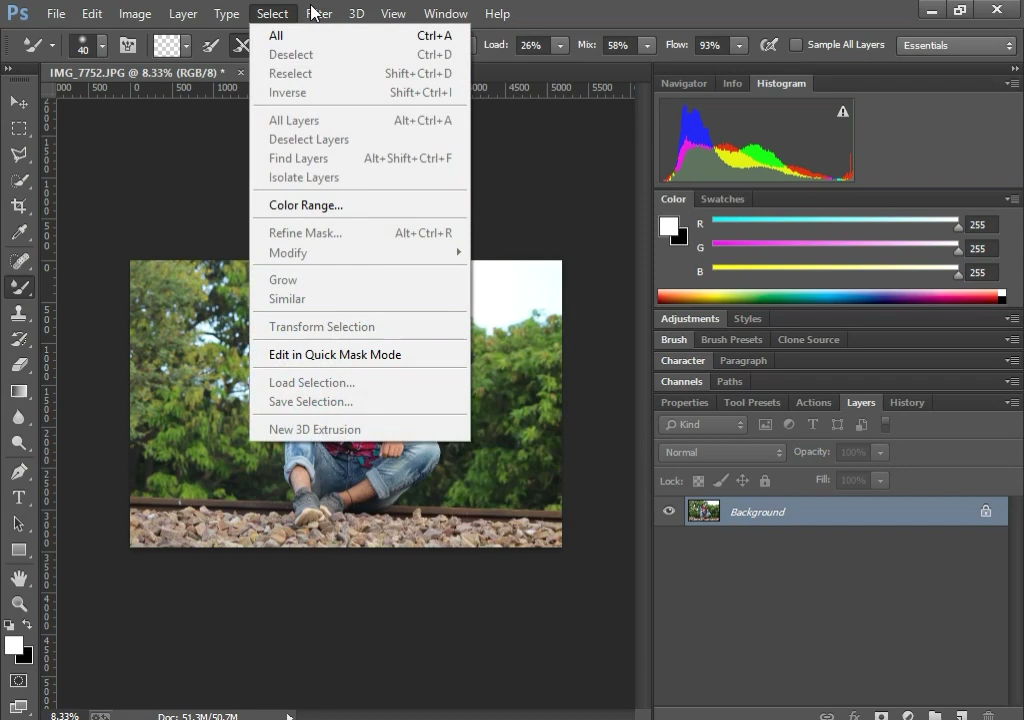 Ps File Edit Image Layer Type Select Filter 3D View Window Help
40 Load: 26% Mix: 58% Flow: 93% Sample All Layers Essentials
IMG_7752.JPG @ 8.33% (RGB/8) * ×
500 0 500 1000 4500 5000 5500
All Ctrl+A
Deselect Ctrl+D
Reselect Shift+Ctrl+D
Inverse Shift+Ctrl+I
All Layers Alt+Ctrl+A
Deselect Layers
Find Layers Alt+Shift+Ctrl+F
Isolate Layers
Color Range...
Refine Mask... Alt+Ctrl+R
Modify
Grow
Similar
Transform Selection
Edit in Quick Mask Mode
Load Selection...
Save Selection...
New 3D Extrusion
Navigator Info Histogram
Color Swatches
R 255
G 255
B 255
Adjustments Styles
Brush Brush Presets Clone Source
Character Paragraph
Channels Paths
Properties Tool Presets Actions Layers History
Kind
Normal Opacity: 100%
Lock: Fill: 100%
Background
8.33% Doc: 51.3M/50.7M